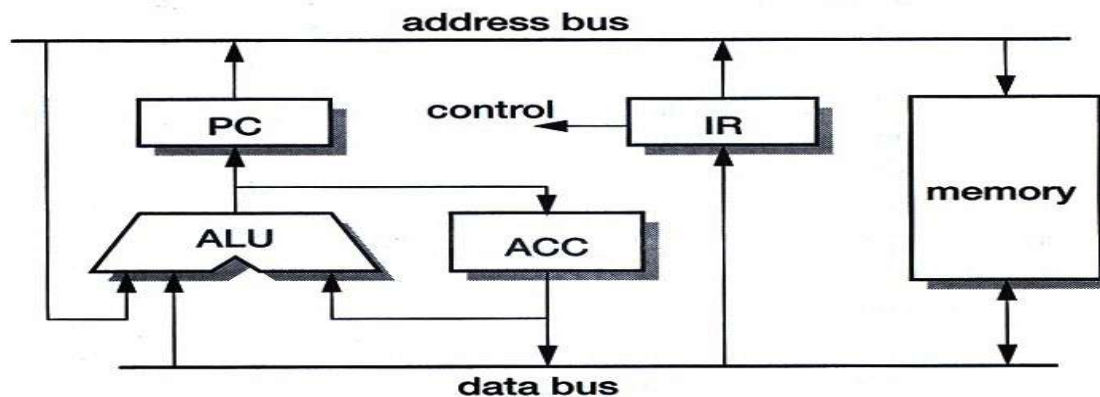 address bus
PC
control
IR
memory
ALU
ACC
data bus